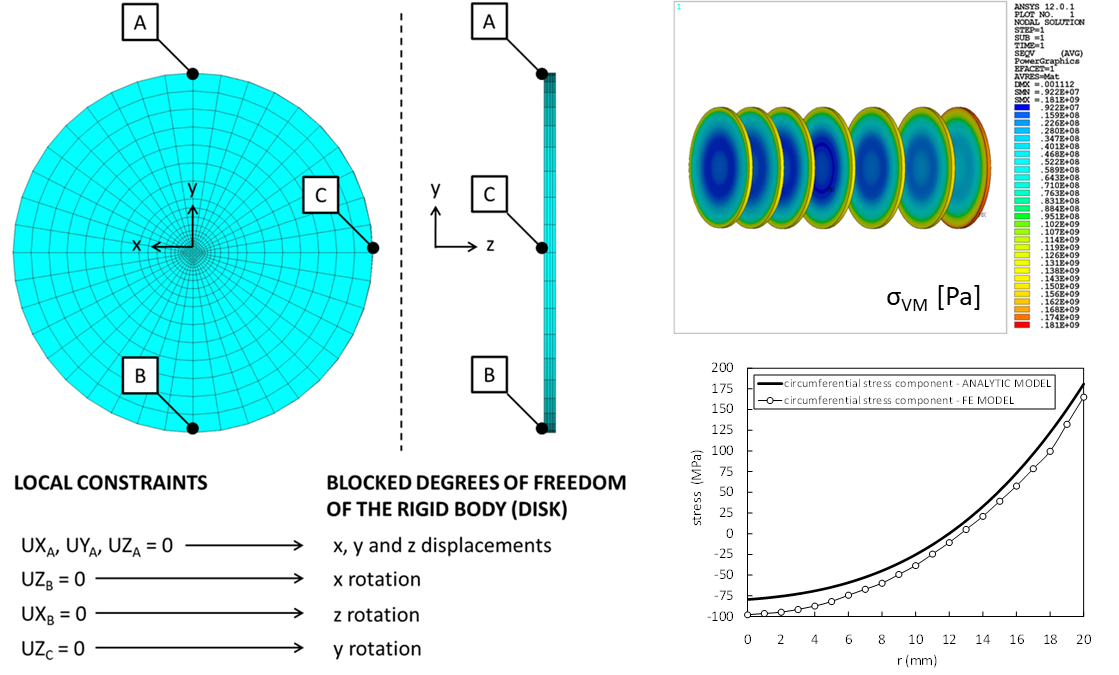 A
C
y
x
B
A
C
y
z
B
LOCAL CONSTRAINTS
BLOCKED DEGREES OF FREEDOM
OF THE RIGID BODY (DISK)
UXA, UYA, UZA = 0
x, y and z displacements
UZB = 0
x rotation
UXB = 0
z rotation
UZC = 0
y rotation
1
ANSYS 12.0.1
PLOT NO. 1
NODAL SOLUTION
STEP=1
SUB =1
TIME=1
SEQV (AVG)
PowerGraphics
EFACET=1
AVRES=Mat
DMX =.001112
SMN =.922E+07
SMX =.181E+09
.922E+07
.159E+08
.226E+08
.280E+08
.347E+08
.401E+08
.468E+08
.522E+08
.589E+08
.643E+08
.710E+08
.763E+08
.831E+08
.884E+08
.951E+08
.102E+09
.107E+09
.114E+09
.119E+09
.126E+09
.131E+09
.138E+09
.143E+09
.150E+09
.156E+09
.162E+09
.168E+09
.174E+09
.181E+09
σVM [Pa]
circumferential stress component - ANALYTIC MODEL
circumferential stress component - FE MODEL
stress (MPa)
200
175
150
125
100
75
50
25
0
-25
-50
-75
-100
0 2 4 6 8 10 12 14 16 18 20
r (mm)